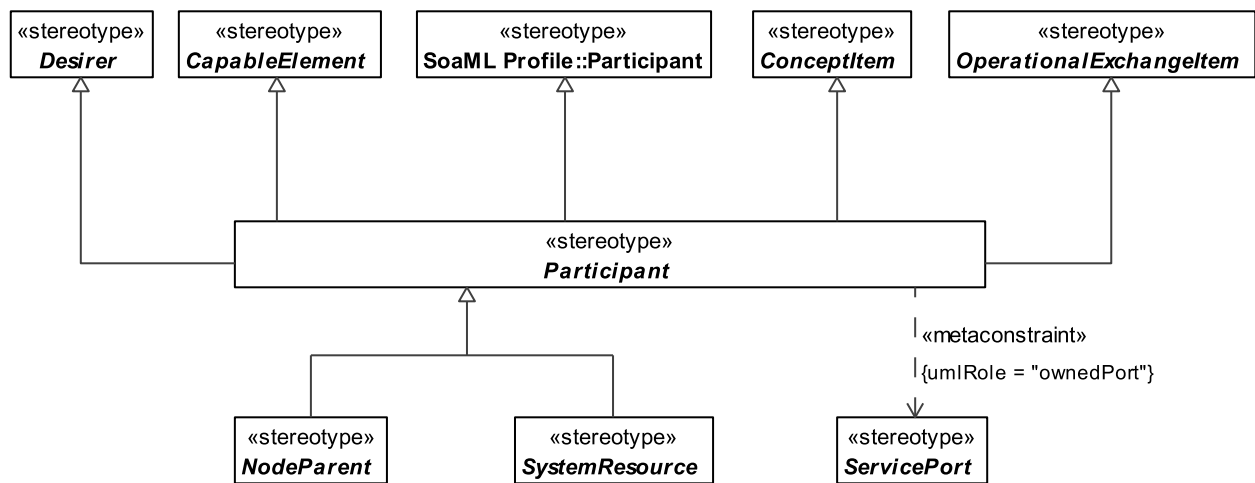 «stereotype»
Desirer
«stereotype»
CapableElement
«stereotype»
SoaML Profile::Participant
«stereotype»
ConceptItem
«stereotype»
OperationalExchangeItem
«stereotype»
Participant
«metaconstraint»
{umlRole = "ownedPort"}
«stereotype»
NodeParent
«stereotype»
SystemResource
«stereotype»
ServicePort